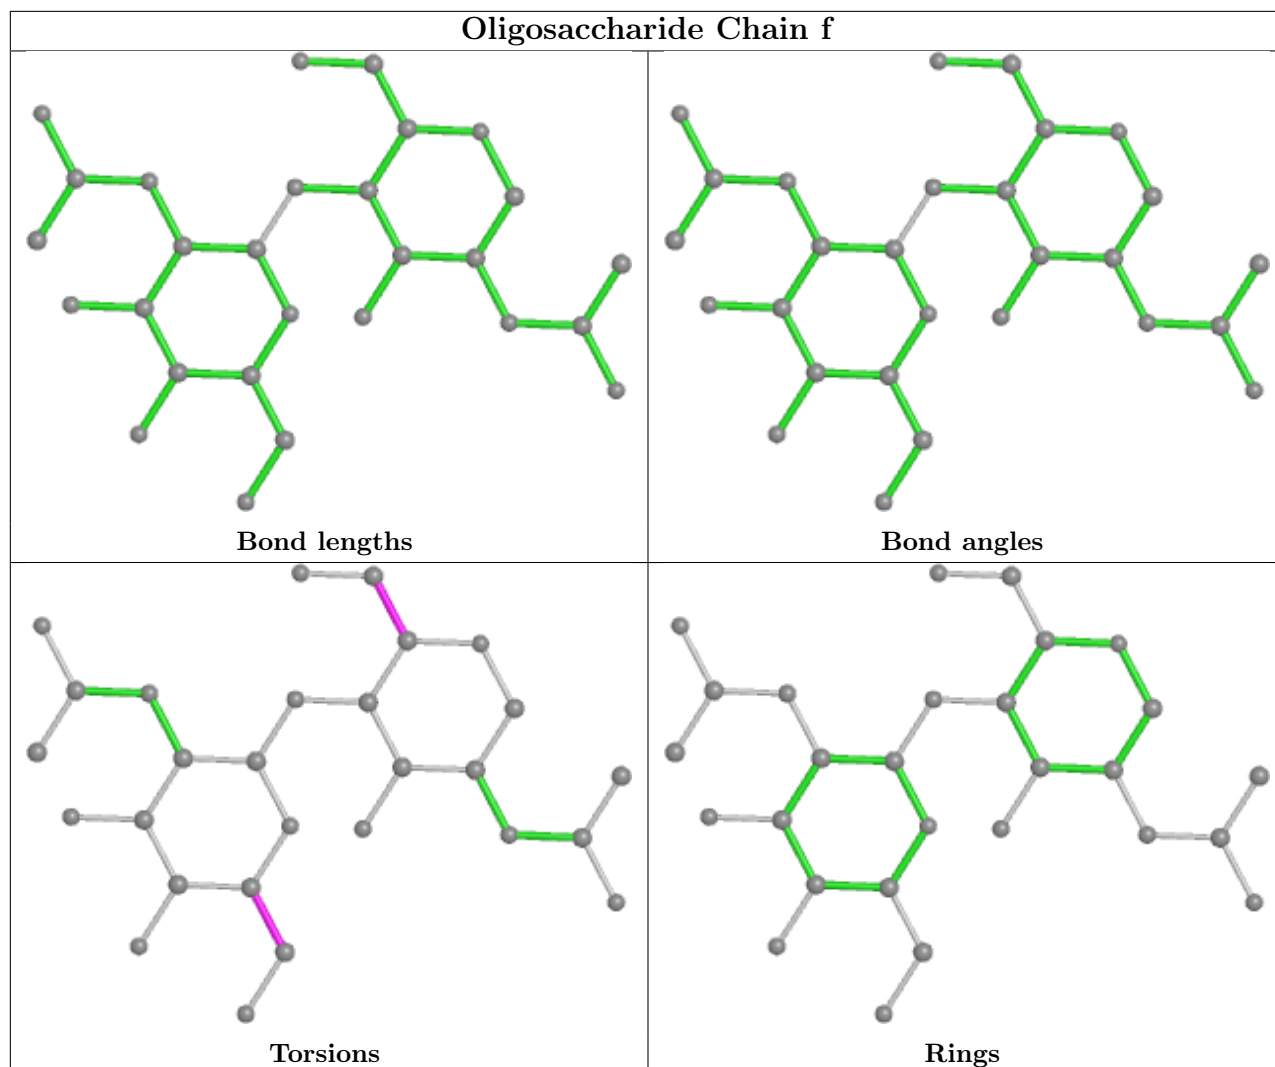 Oligosaccharide Chain f
Bond lengths
Bond angles
Torsions
Rings